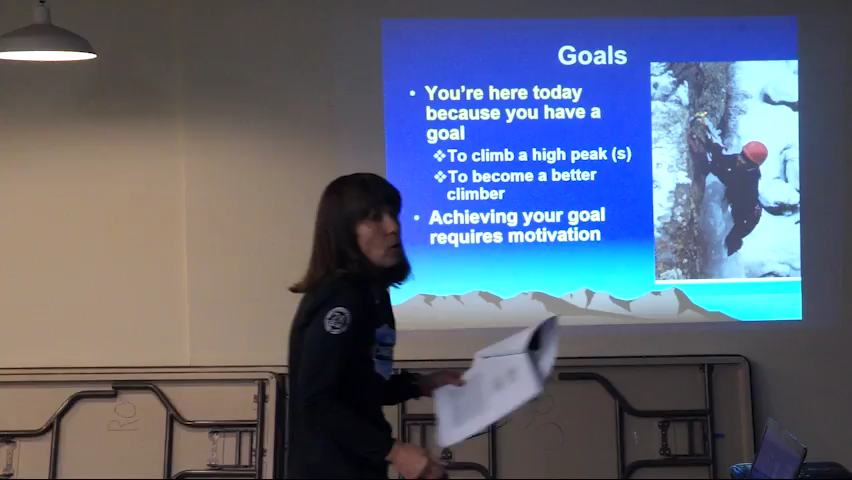 Goals
• You're here today
because you have a
goal
❖To climb a high peak (s)
❖To become a better
climber
• Achieving your goal
requires motivation